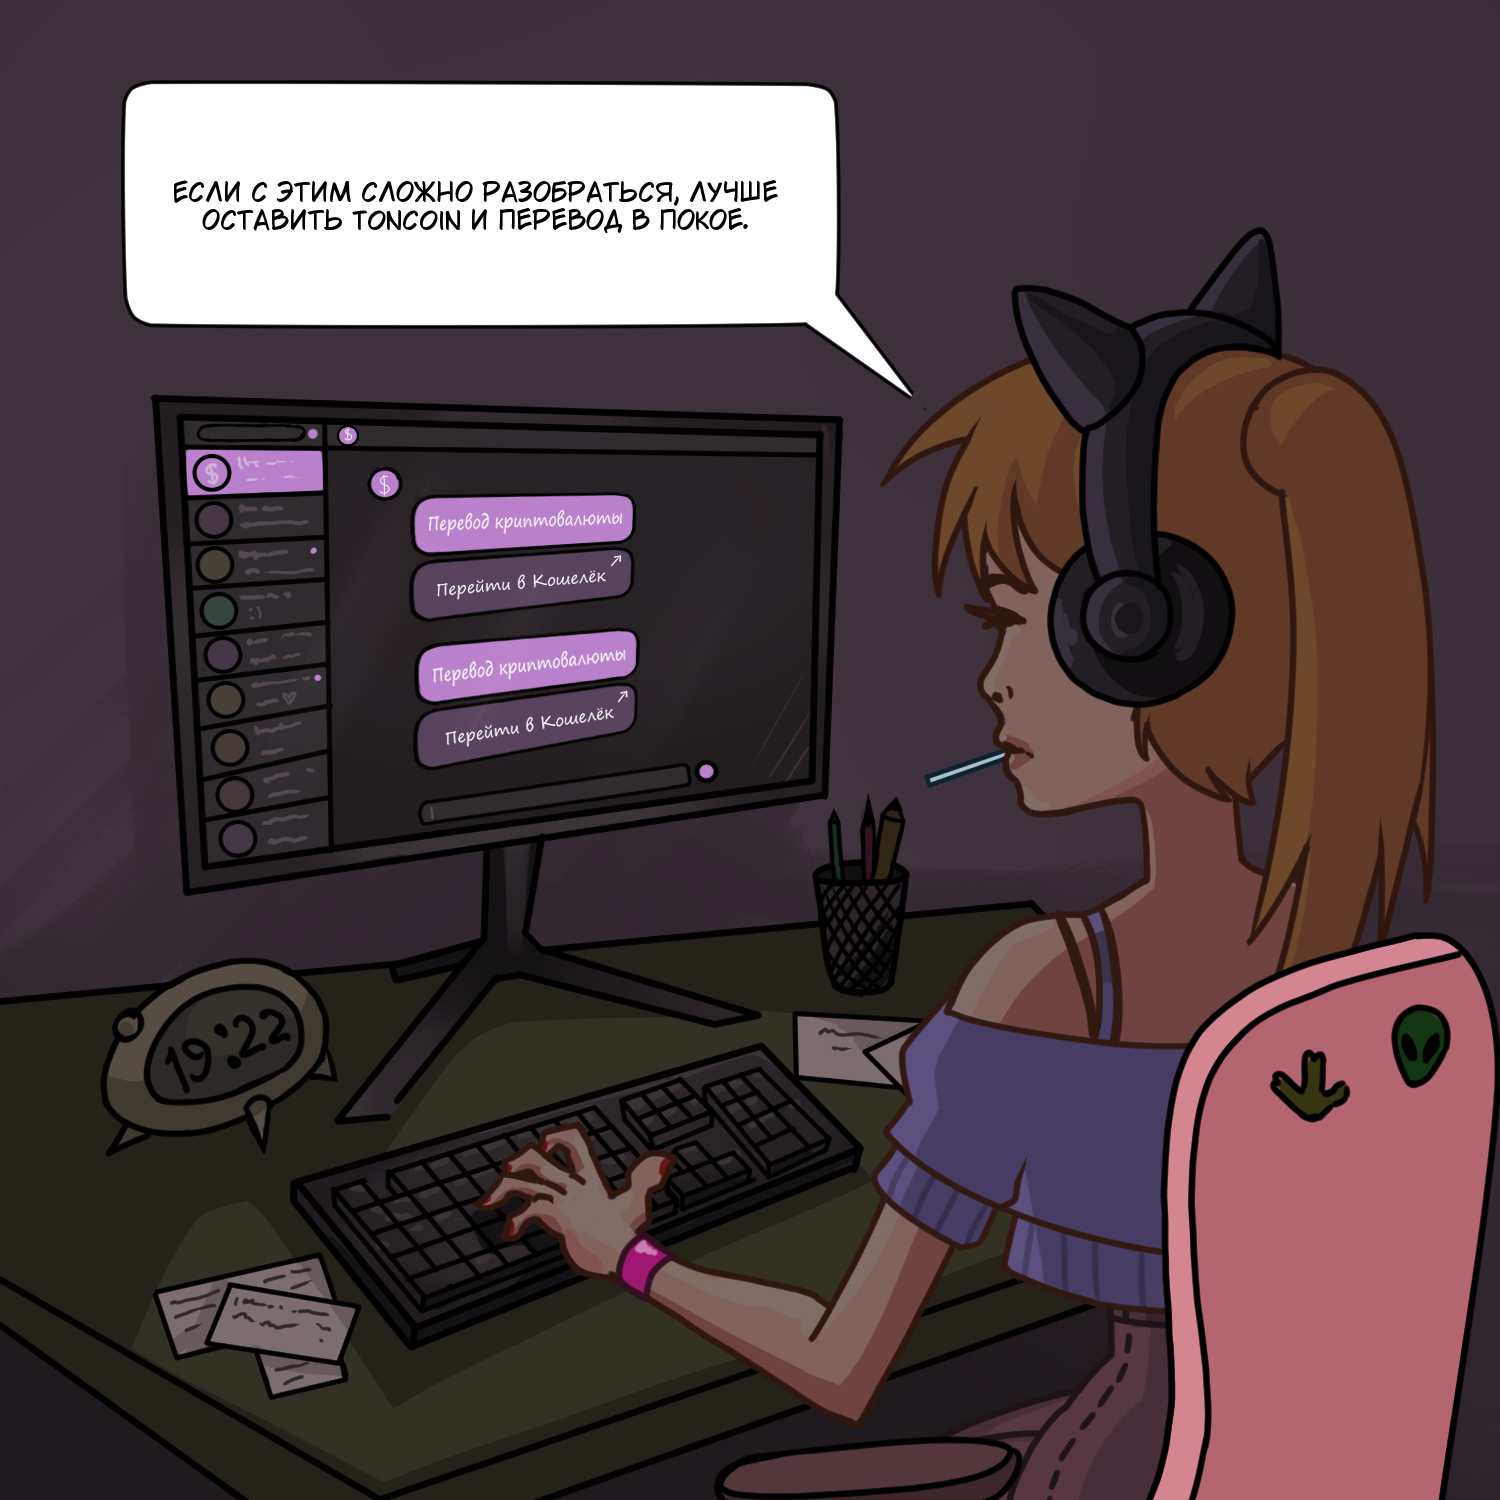 ЕСЛИ С ЭТИМ СЛОЖНО РАЗОБРАТЬСЯ, ЛУЧШЕ
ОСТАВИТЬ TONCOIN И ПЕРЕВОД В ПОКОЕ.
$
$
$
Перевод криптовалюты
Перейти в Кошелёк
:)
Перевод криптовалюты
Перейти в Кошелёк
19:22